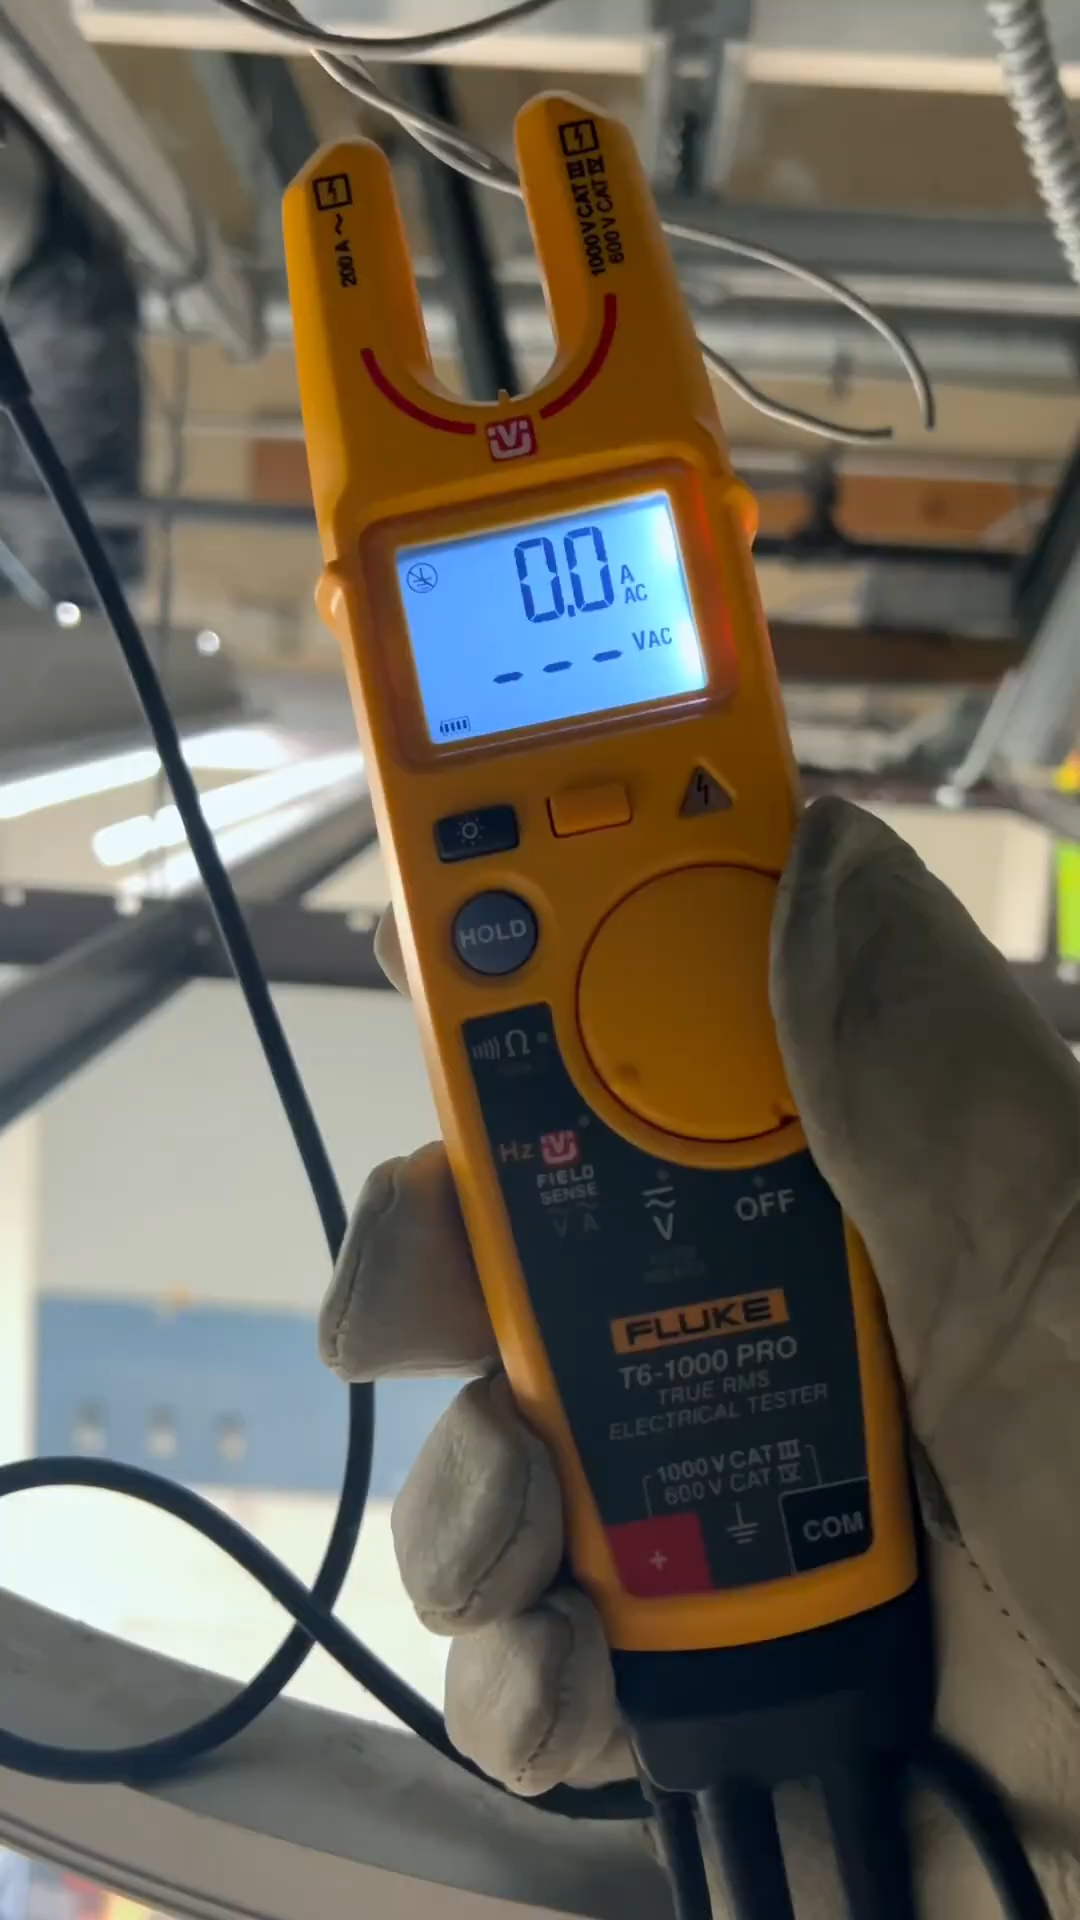 200 A ~
1000 V CAT III
600 V CAT IV
V
0.0 A
AC
--- VAC
HOLD
Ω
Hz V
FIELD
SENSE
V A
V
OFF
FLUKE
T6-1000 PRO
TRUE RMS
ELECTRICAL TESTER
1000 V CAT III
600 V CAT IV
+
COM